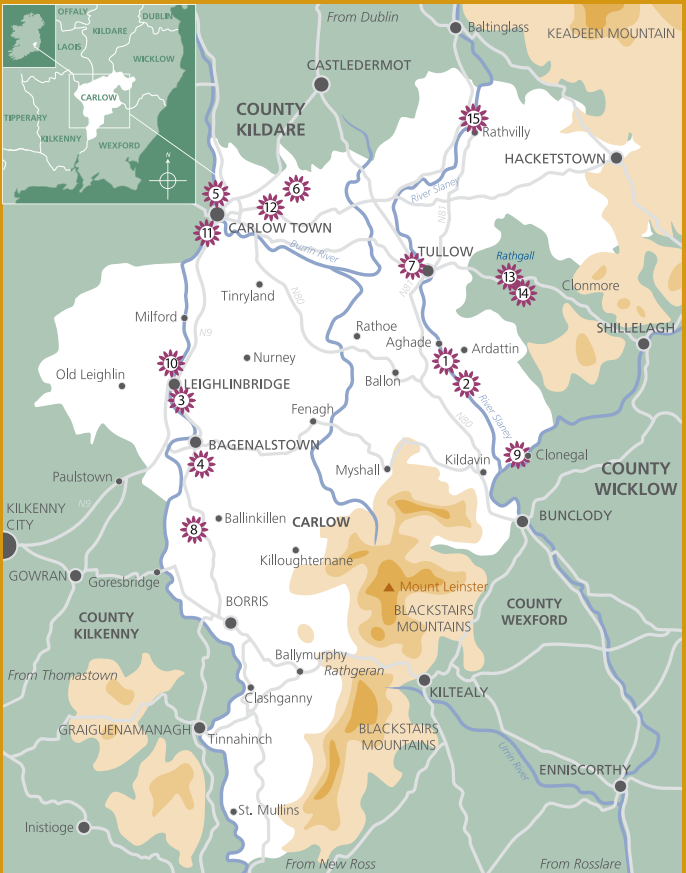 OFFALY
DUBLIN
KILDARE
LAOIS
WICKLOW
CARLOW
TIPPERARY
KILKENNY
WEXFORD
N
From Dublin
Baltinglass
KEADEEN MOUNTAIN
CASTLEDERMOT
COUNTY
KILDARE
15
Rathvilly
HACKETSTOWN
5
6
12
River Slaney
N81
11
CARLOW TOWN
Burrin River
7
TULLOW
Rathgall
13
14
Clonmore
N81
Tinryland
N80
Milford
N9
Rathoe
Aghade
Ardattin
SHILLELAGH
10
Nurney
1
Old Leighlin
LEIGHLINBRIDGE
Ballon
2
3
Fenagh
N80
River Slaney
BAGENALSTOWN
4
Myshall
Kildavin
9
Clonegal
Paulstown
N9
COUNTY
WICKLOW
KILKENNY
CITY
8
Ballinkillen
CARLOW
BUNCLODY
Killoughternane
GOWRAN
Goresbridge
Mount Leinster
BORRIS
BLACKSTAIRS
MOUNTAINS
COUNTY
WEXFORD
COUNTY
KILKENNY
Ballymurphy
Rathgeran
From Thomastown
Clashganny
KILTEALY
GRAIGUENAMANAGH
Tinnahinch
BLACKSTAIRS
MOUNTAINS
Urrin River
ENNISCORTHY
St. Mullins
Inistioge
From New Ross
From Rosslare